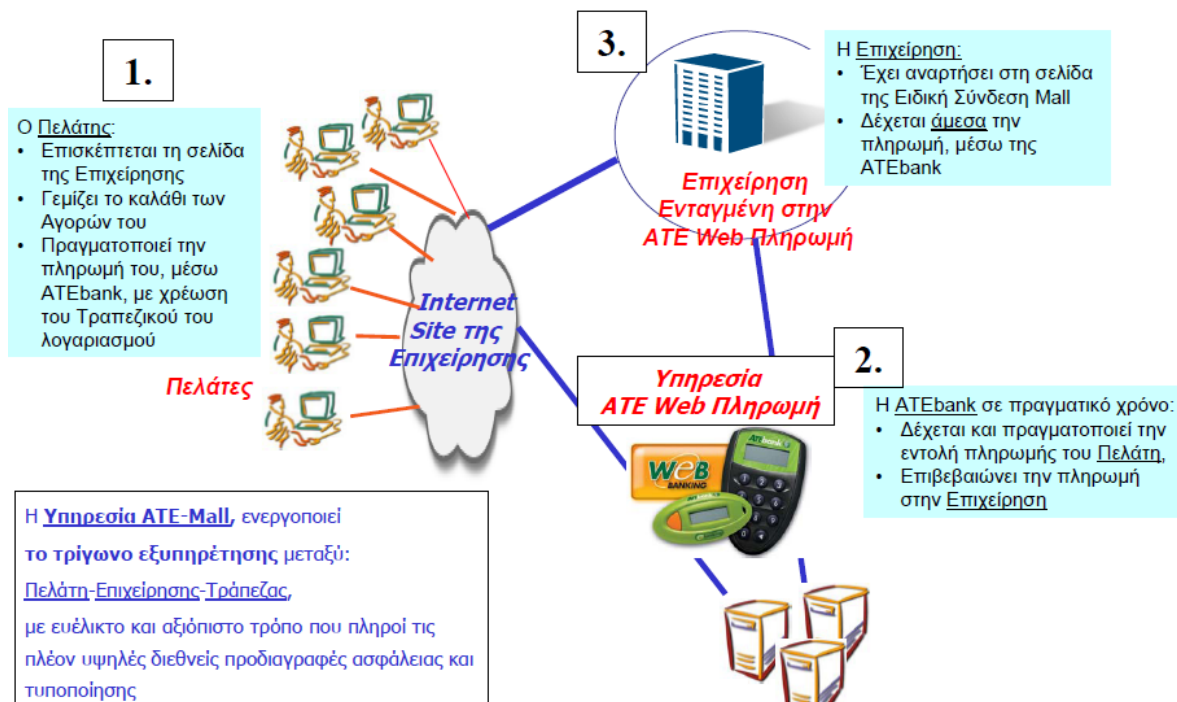 1.
Ο Πελάτης:
• Επισκέπτεται τη σελίδα
της Επιχείρησης
• Γεμίζει το καλάθι των
Αγορών του
• Πραγματοποιεί την
πληρωμή του, μέσω
ATEbank, με χρέωση
του Τραπεζικού του
λογαριασμού
Πελάτες
Internet
Site της
Επιχείρησης
3.
Η Επιχείρηση:
• Έχει αναρτήσει στη σελίδα
της Ειδική Σύνδεση Mall
• Δέχεται άμεσα την
πληρωμή, μέσω της
ATEbank
Επιχείρηση
Ενταγμένη στην
ΑΤΕ Web Πληρωμή
2.
Υπηρεσία
ΑΤΕ Web Πληρωμή
Η ATEbank σε πραγματικό χρόνο:
• Δέχεται και πραγματοποιεί την
εντολή πληρωμής του Πελάτη,
• Επιβεβαιώνει την πληρωμή
στην Επιχείρηση
WeB
BANKING
ATEbank
Η Υπηρεσία ATE-Mall, ενεργοποιεί
το τρίγωνο εξυπηρέτησης μεταξύ:
Πελάτη-Επιχείρησης-Τράπεζας,
με ευέλικτο και αξιόπιστο τρόπο που πληροί τις
πλέον υψηλές διεθνείς προδιαγραφές ασφάλειας και
τυποποίησης